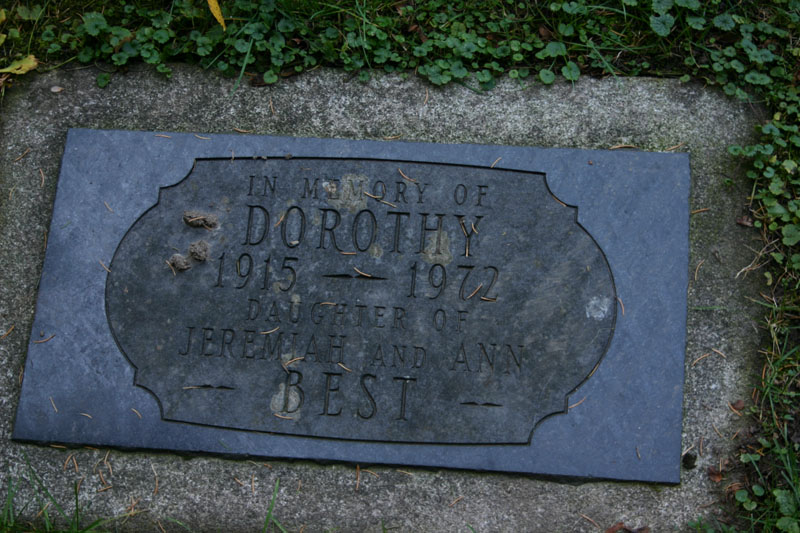 IN MEMORY OF
DOROTHY
1915 — 1972
DAUGHTER OF
JEREMIAH AND ANN
— BEST —